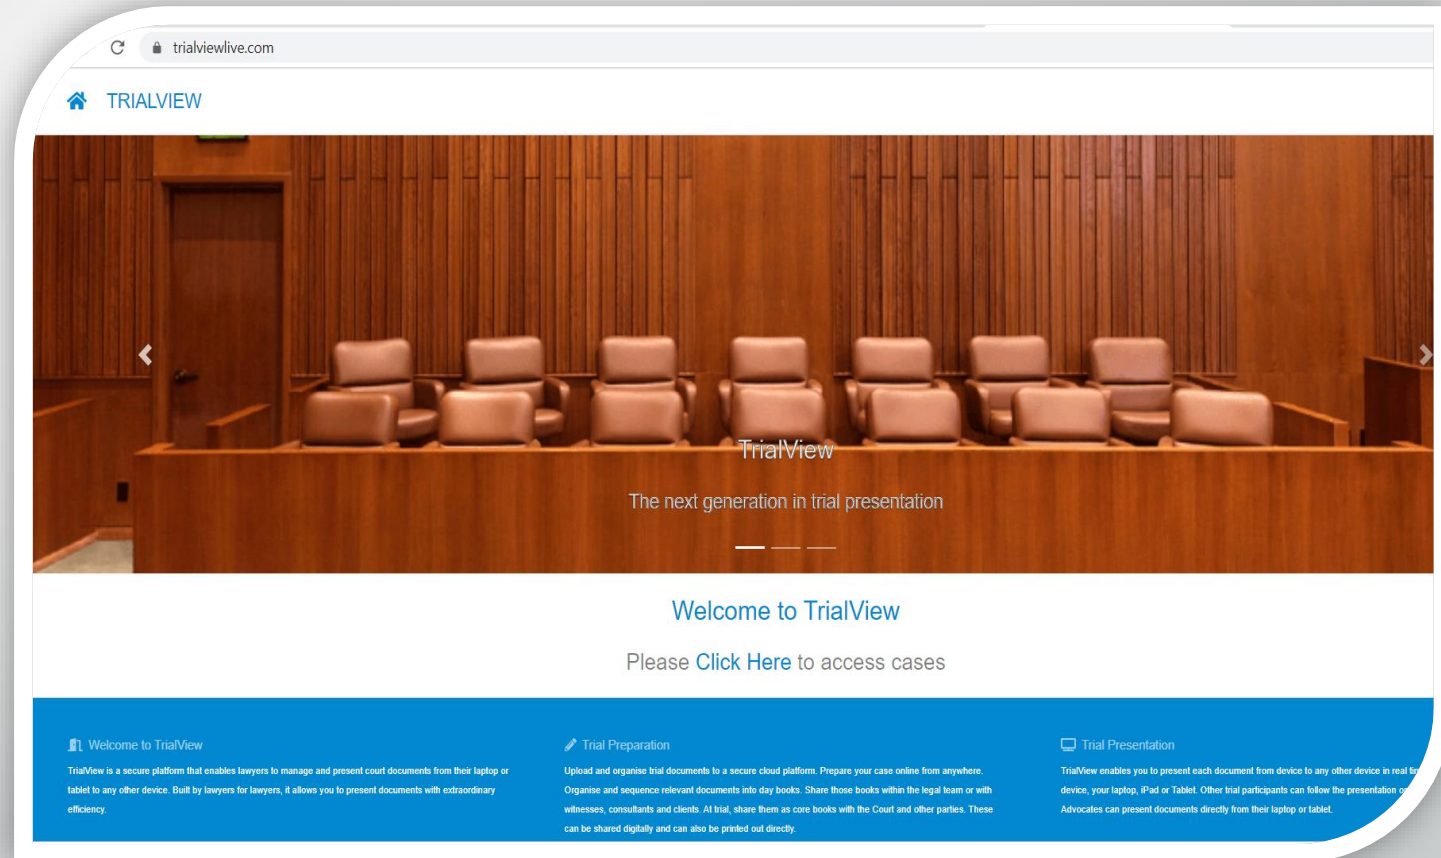 trialviewlive.com
TRIALVIEW
TrialView
The next generation in trial presentation
Welcome to TrialView
Please Click Here to access cases
Welcome to TrialView
TrialView is a secure platform that enables lawyers to manage and present court documents from their laptop or
tablet to any other device. Built by lawyers for lawyers, it allows you to present documents with extraordinary
efficiency.
Trial Preparation
Upload and organise trial documents to a secure cloud platform. Prepare your case online from anywhere.
Organise and sequence relevant documents into day books. Share those books within the legal team or with
witnesses, consultants and clients. At trial, share them as core books with the Court and other parties. These
can be shared digitally and can also be printed out directly.
Trial Presentation
TrialView enables you to present each document from device to any other device in real
device, your laptop, iPad or Tablet. Other trial participants can follow the presentation
Advocates can present documents directly from their laptop or tablet.